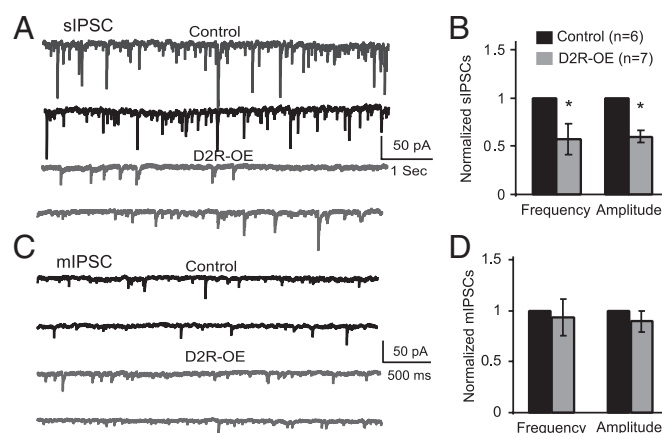 A
sIPSC
Control
D2R-OE
50 pA
1 Sec
B
Control (n=6)
D2R-OE (n=7)
Normalized sIPSCs
1.5
1
0.5
0
*
*
Frequency
Amplitude
C
mIPSC
Control
D2R-OE
50 pA
500 ms
D
Normalized mIPSCs
1.5
1
0.5
0
Frequency
Amplitude